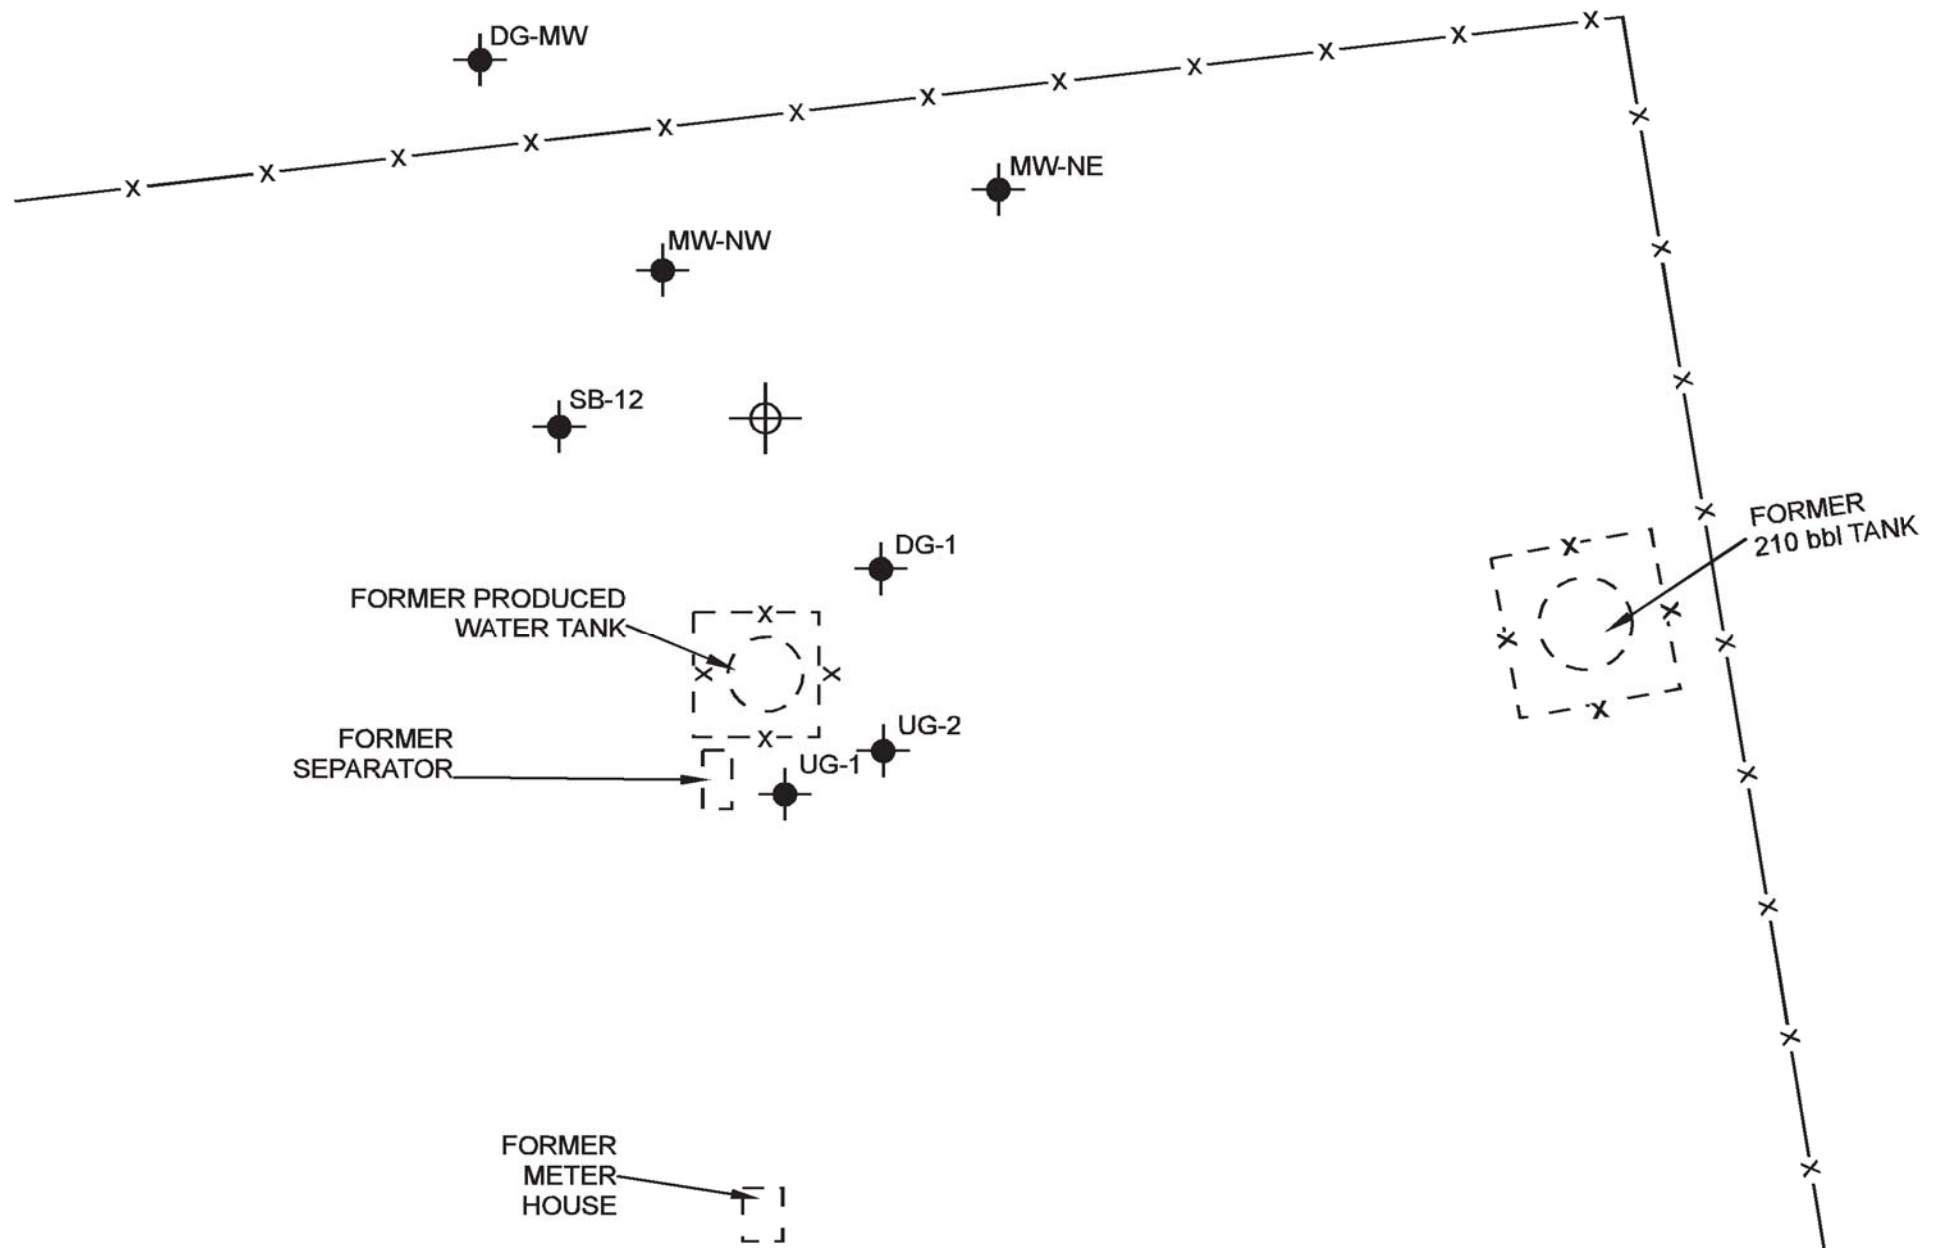 DG-MW
MW-NE
MW-NW
SB-12
FORMER
210 bbl TANK
DG-1
FORMER PRODUCED
WATER TANK
UG-2
FORMER
SEPARATOR
UG-1
FORMER
METER
HOUSE